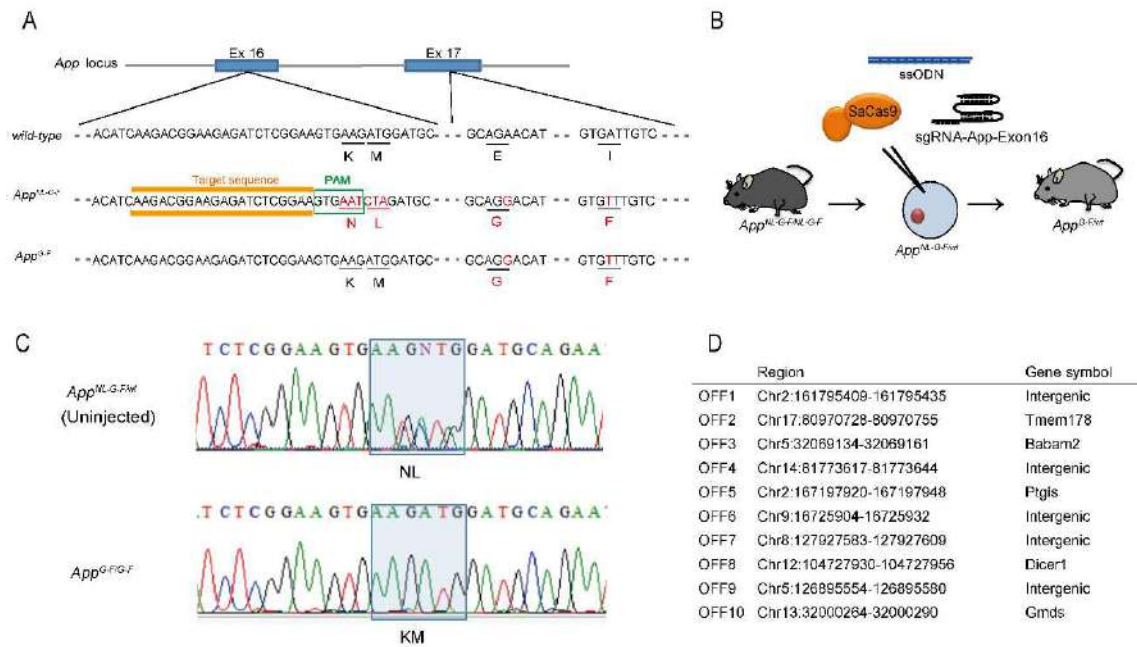 A
App locus
Ex 16
Ex 17
wild-type
ACATCAAGACGGAAGAGATCTCGGAAGTGAAGATGGATGC
GCAGAACAT
GTGATTGTC
K M E I
Target sequence PAM
App NL-G-F
ACATCAAGACGGAAGAGATCTCGGAAGTGAATCTAGATGC
GCAGGACAT
GTGTTTGTC
N L G F
App G-F
ACATCAAGACGGAAGAGATCTCGGAAGTGAAGATGGATGC
GCAGGACAT
GTGTTTGTC
K M G F
B
ssODN
SaCas9
sgRNA-App-Exon16
App NL-G-F/NL-G-F
App NL-G-F/wt
App G-F/wt
C
TCTCGGAAGTGAAGNTGGATGCAGAA
App NL-G-F/wt
(Uninjected)
NL
.TCTCGGAAGTGAAGATGGATGCAGAA
App G-F/G-F
KM
D
Region Gene symbol
OFF1 Chr2:161795409-161795435 Intergenic
OFF2 Chr17:80970728-80970755 Tmem178
OFF3 Chr5:32069134-32069161 Babam2
OFF4 Chr14:81773617-81773644 Intergenic
OFF5 Chr2:167197920-167197948 Ptgis
OFF6 Chr9:16725904-16725932 Intergenic
OFF7 Chr8:127927583-127927609 Intergenic
OFF8 Chr12:104727930-104727956 Dicer1
OFF9 Chr5:126895554-126895580 Intergenic
OFF10 Chr13:32000264-32000290 Gmds